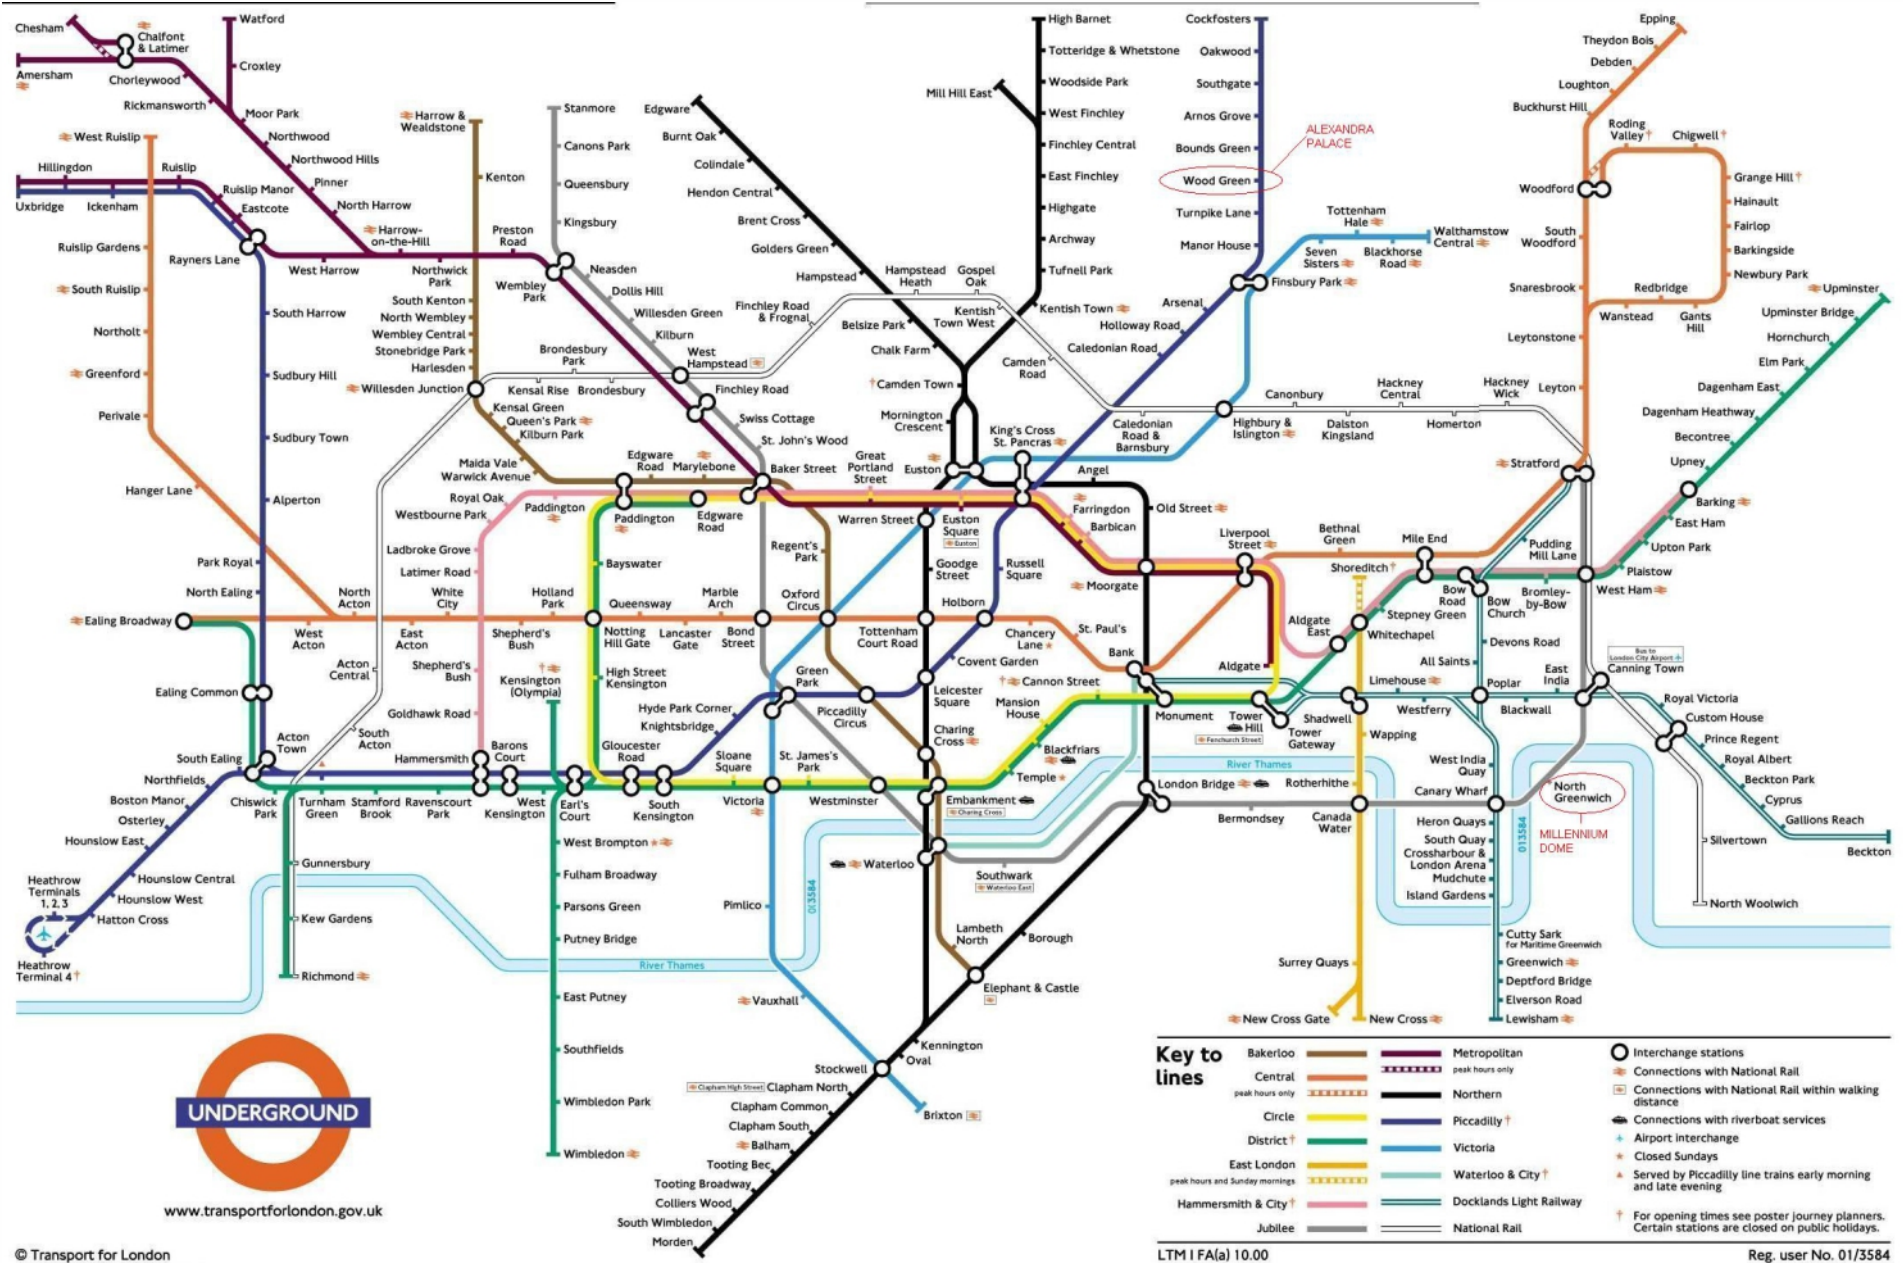 Chesham
Chalfont
& Latimer
Watford
Amersham
Chorleywood
Croxley
Rickmansworth
Moor Park
Northwood
Northwood Hills
Pinner
North Harrow
Harrow-
on-the-Hill
West Ruislip
Hillingdon
Ruislip
Ruislip Manor
Eastcote
Uxbridge
Ickenham
Ruislip Gardens
Rayners Lane
West Harrow
Northwick
Park
Preston
Road
Wembley
Park
South Ruislip
Northolt
Greenford
Perivale
Hanger Lane
South Harrow
Sudbury Hill
Sudbury Town
Alperton
Park Royal
North Ealing
Harrow &
Wealdstone
Kenton
South Kenton
North Wembley
Wembley Central
Stonebridge Park
Harlesden
Willesden Junction
Kensal Green
Queen's Park
Kilburn Park
Maida Vale
Warwick Avenue
Stanmore
Canons Park
Queensbury
Kingsbury
Neasden
Dollis Hill
Willesden Green
Kilburn
West
Hampstead
Finchley Road
Swiss Cottage
St. John's Wood
Brondesbury
Park
Kensal Rise
Brondesbury
Finchley Road
& Frognal
Edgware
Burnt Oak
Colindale
Hendon Central
Brent Cross
Golders Green
Hampstead
Belsize Park
Chalk Farm
Camden Town
Mornington
Crescent
Hampstead
Heath
Gospel
Oak
Kentish
Town West
Camden
Road
High Barnet
Totteridge & Whetstone
Woodside Park
Mill Hill East
West Finchley
Finchley Central
East Finchley
Highgate
Archway
Tufnell Park
Kentish Town
Cockfosters
Oakwood
Southgate
Arnos Grove
Bounds Green
Wood Green
ALEXANDRA
PALACE
Turnpike Lane
Manor House
Finsbury Park
Arsenal
Holloway Road
Caledonian Road
Tottenham
Hale
Walthamstow
Central
Seven
Sisters
Blackhorse
Road
Caledonian
Road &
Barnsbury
Highbury &
Islington
Canonbury
Dalston
Kingsland
Hackney
Central
Homerton
Hackney
Wick
Epping
Theydon Bois
Debden
Loughton
Buckhurst Hill
Roding
Valley
Chigwell
Grange Hill
Hainault
Fairlop
Barkingside
Newbury Park
Woodford
South
Woodford
Snaresbrook
Redbridge
Wanstead
Gants
Hill
Leytonstone
Leyton
Stratford
Upminster
Upminster Bridge
Hornchurch
Elm Park
Dagenham East
Dagenham Heathway
Becontree
Upney
Barking
East Ham
Upton Park
Plaistow
West Ham
Edgware
Road
Marylebone
Baker Street
Great
Portland
Street
Euston
King's Cross
St. Pancras
Angel
Royal Oak
Westbourne Park
Paddington
Paddington
Edgware
Road
Warren Street
Euston
Square
Euston
Farringdon
Barbican
Old Street
Liverpool
Street
Bethnal
Green
Mile End
Pudding
Mill Lane
Ladbroke Grove
Latimer Road
Bayswater
Regent's
Park
Goodge
Street
Russell
Square
Moorgate
Shoreditch
Stepney Green
Bow
Road
Bow
Church
Bromley-
by-Bow
Ealing Broadway
West
Acton
North
Acton
East
Acton
White
City
Shepherd's
Bush
Holland
Park
Notting
Hill Gate
Queensway
Lancaster
Gate
Marble
Arch
Bond
Street
Oxford
Circus
Tottenham
Court Road
Holborn
Chancery
Lane
St. Paul's
Bank
Aldgate
East
Aldgate
Whitechapel
Devons Road
All Saints
Acton
Central
Shepherd's
Bush
Goldhawk Road
Kensington
(Olympia)
High Street
Kensington
Green
Park
Hyde Park Corner
Knightsbridge
Piccadilly
Circus
Covent Garden
Leicester
Square
Charing
Cross
Cannon Street
Mansion
House
Blackfriars
Temple
Monument
Tower
Hill
Fenchurch Street
Tower
Gateway
Shadwell
Limehouse
Westferry
Poplar
Blackwall
East
India
Bus to
London City Airport
Canning Town
Royal Victoria
Custom House
Prince Regent
Royal Albert
Beckton Park
Cyprus
Gallions Reach
Beckton
Silvertown
North Woolwich
Ealing Common
South
Acton
Acton
Town
South Ealing
Northfields
Boston Manor
Osterley
Hounslow East
Hounslow Central
Hounslow West
Hatton Cross
Heathrow
Terminals
1, 2, 3
Heathrow
Terminal 4
Chiswick
Park
Turnham
Green
Stamford
Brook
Ravenscourt
Park
Hammersmith
Barons
Court
West
Kensington
Earl's
Court
Gloucester
Road
South
Kensington
Sloane
Square
Victoria
St. James's
Park
Westminster
Embankment
Charing Cross
Waterloo
Southwark
Waterloo East
London Bridge
River Thames
Bermondsey
Wapping
Rotherhithe
Canada
Water
West India
Quay
Canary Wharf
North
Greenwich
MILLENNIUM
DOME
Heron Quays
South Quay
Crossharbour &
London Arena
Mudchute
Island Gardens
013584
Cutty Sark
for Maritime Greenwich
Greenwich
Deptford Bridge
Elverson Road
Lewisham
Surrey Quays
New Cross Gate
New Cross
Gunnersbury
Kew Gardens
Richmond
West Brompton
Fulham Broadway
Parsons Green
Putney Bridge
River Thames
East Putney
Southfields
Wimbledon Park
Wimbledon
Pimlico
013584
Vauxhall
Lambeth
North
Borough
Elephant & Castle
Kennington
Oval
Stockwell
Brixton
Clapham High Street
Clapham North
Clapham Common
Clapham South
Balham
Tooting Bec
Tooting Broadway
Colliers Wood
South Wimbledon
Morden
UNDERGROUND
www.transportforlondon.gov.uk
© Transport for London
Key to
lines
Bakerloo
Central
peak hours only
Circle
District
East London
peak hours and Sunday mornings
Hammersmith & City
Jubilee
Metropolitan
peak hours only
Northern
Piccadilly
Victoria
Waterloo & City
Docklands Light Railway
National Rail
Interchange stations
Connections with National Rail
Connections with National Rail within walking
distance
Connections with riverboat services
Airport interchange
Closed Sundays
Served by Piccadilly line trains early morning
and late evening
† For opening times see poster journey planners.
Certain stations are closed on public holidays.
LTM I FA(a) 10.00
Reg. user No. 01/3584